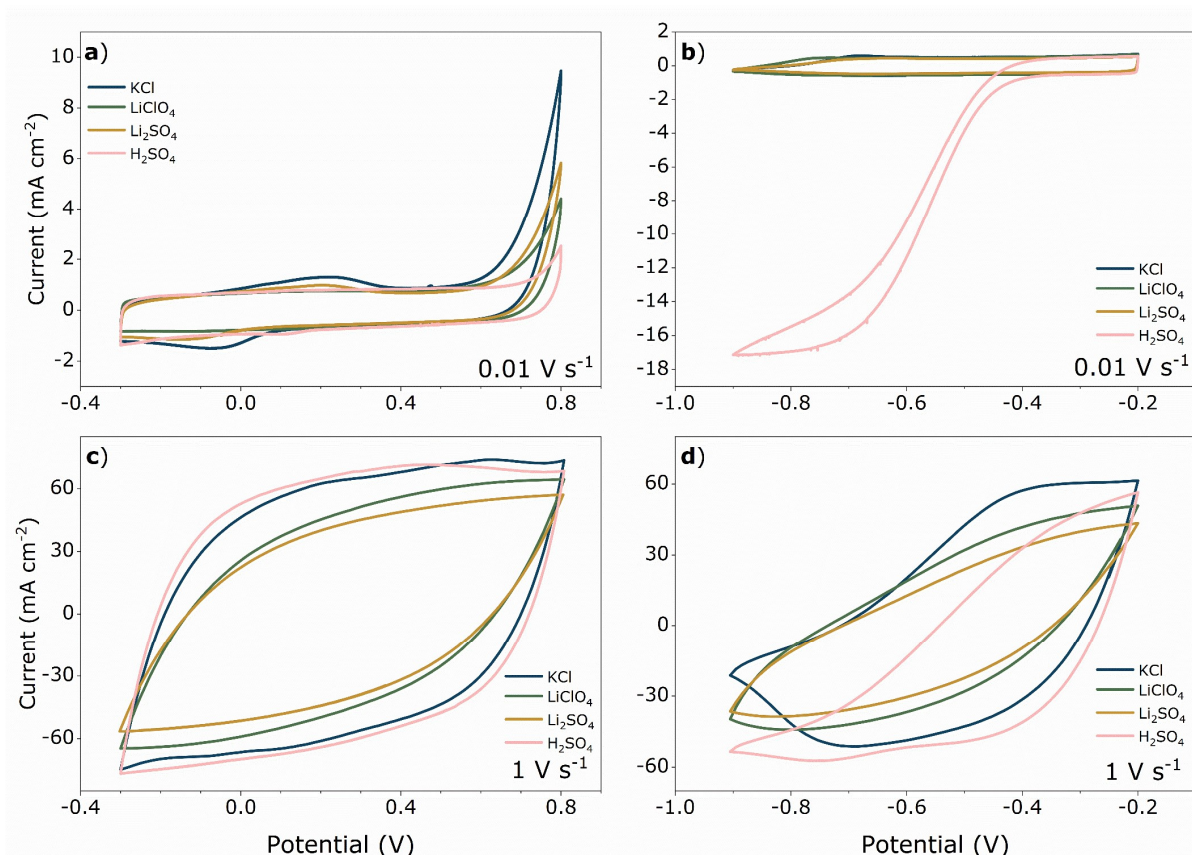 a)
10
8
6
4
2
0
-2
Current (mA cm⁻²)
KCl
LiClO₄
Li₂SO₄
H₂SO₄
0.01 V s⁻¹
-0.4
0.0
0.4
0.8
b)
2
0
-2
-4
-6
-8
-10
-12
-14
-16
-18
KCl
LiClO₄
Li₂SO₄
H₂SO₄
0.01 V s⁻¹
-1.0
-0.8
-0.6
-0.4
-0.2
c)
60
30
0
-30
-60
Current (mA cm⁻²)
KCl
LiClO₄
Li₂SO₄
H₂SO₄
1 V s⁻¹
-0.4
0.0
0.4
0.8
Potential (V)
d)
60
30
0
-30
-60
KCl
LiClO₄
Li₂SO₄
H₂SO₄
1 V s⁻¹
-1.0
-0.8
-0.6
-0.4
-0.2
Potential (V)